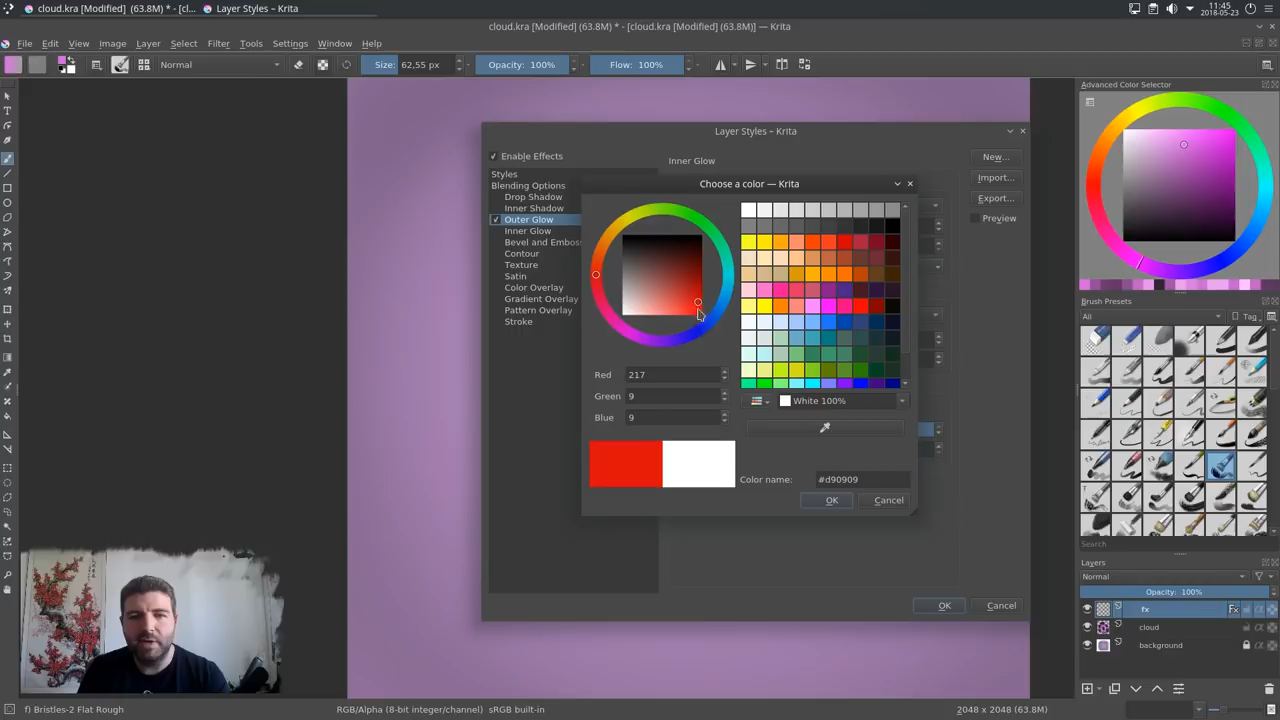 cloud.kra [Modified] (63.8M) * - [cl...
Layer Styles – Krita
11:45
2018-05-23
cloud.kra [Modified] (63.8M) * - [cloud.kra [Modified] (63.8M)] — Krita
File Edit View Image Layer Select Filter Tools Settings Window Help
Normal
Size: 62,55 px
Opacity: 100%
Flow: 100%
Advanced Color Selector
Layer Styles – Krita
Enable Effects
Inner Glow
New...
Styles
Import...
Blending Options
Choose a color — Krita
Drop Shadow
Export...
Inner Shadow
Outer Glow
Preview
Inner Glow
Bevel and Emboss
Contour
Texture
Satin
Color Overlay
Gradient Overlay
Pattern Overlay
Stroke
Brush Presets
All
Tag
Red 217
Green 9
White 100%
Blue 9
Color name: #d90909
OK Cancel
Search
Layers
Normal
Opacity: 100%
OK Cancel
fx
Fx
cloud
background
f) Bristles-2 Flat Rough
RGB/Alpha (8-bit integer/channel) sRGB built-in
2048 x 2048 (63.8M)